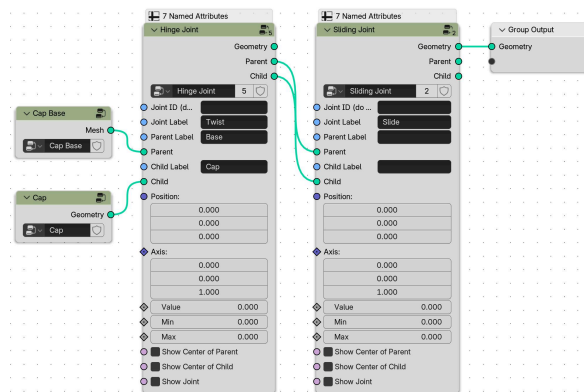 7 Named Attributes
Hinge Joint
5
Geometry
Parent
Child
Hinge Joint
5
Joint ID (d...
Joint Label
Twist
Parent Label
Base
Parent
Child Label
Cap
Child
Position:
0.000
0.000
0.000
Axis:
0.000
0.000
1.000
Value 0.000
Min 0.000
Max 0.000
Show Center of Parent
Show Center of Child
Show Joint
7 Named Attributes
Sliding Joint
2
Geometry
Parent
Child
Sliding Joint
2
Joint ID (do ...
Joint Label
Slide
Parent Label
Parent
Child Label
Child
Position:
0.000
0.000
0.000
Axis:
0.000
0.000
1.000
Value 0.000
Min 0.000
Max 0.000
Show Center of Parent
Show Center of Child
Show Joint
Group Output
Geometry
Cap Base
Mesh
Cap Base
Cap
Geometry
Cap